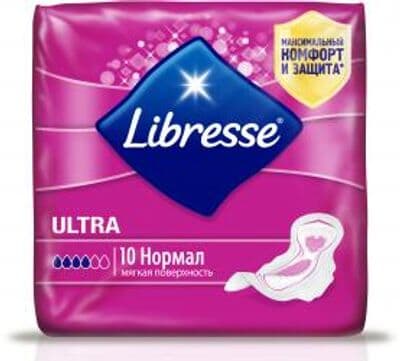 МАКСИМАЛЬНЫЙ
КОМФОРТ
И ЗАЩИТА*
Libresse®
ULTRA
10 Нормал
мягкая поверхность